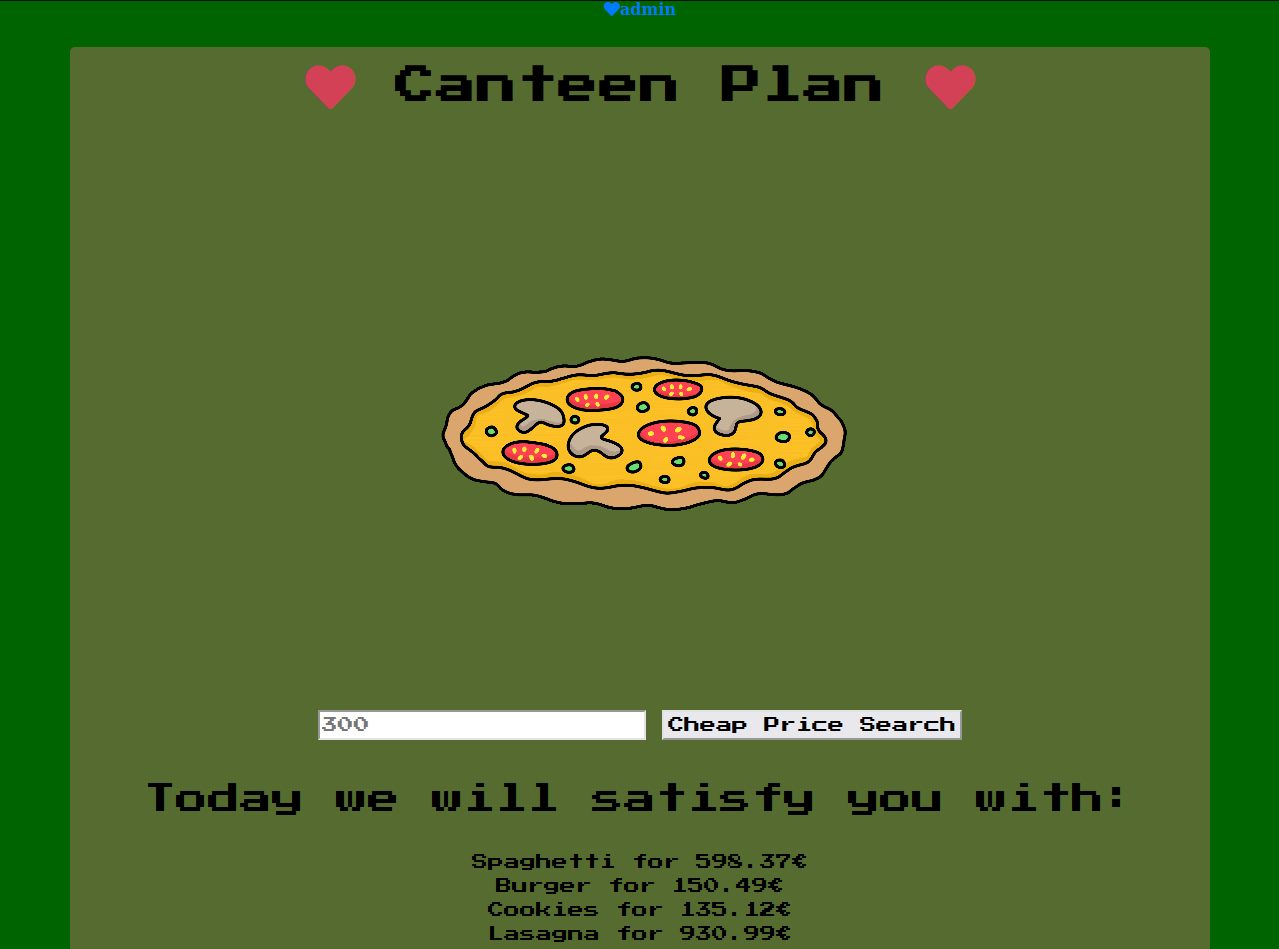 admin
Canteen Plan
300 Cheap Price Search
Today we will satisfy you with:
Spaghetti for 598.37€
Burger for 150.49€
Cookies for 135.12€
Lasagna for 930.99€